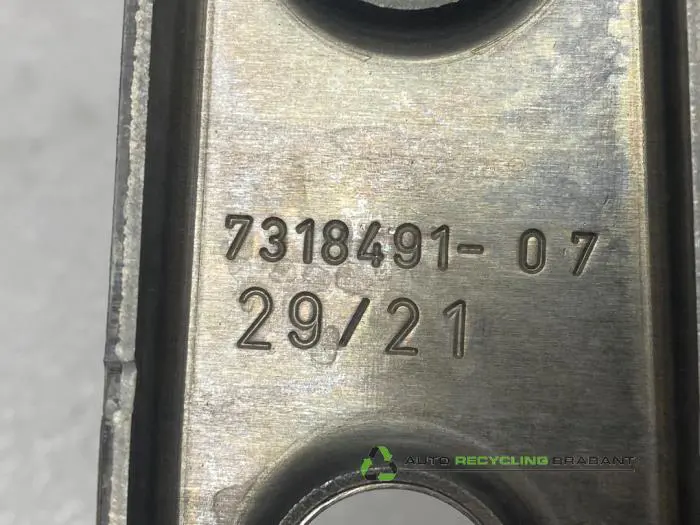 7318491- 07
29/21
AUTO RECYCLING BRABANT